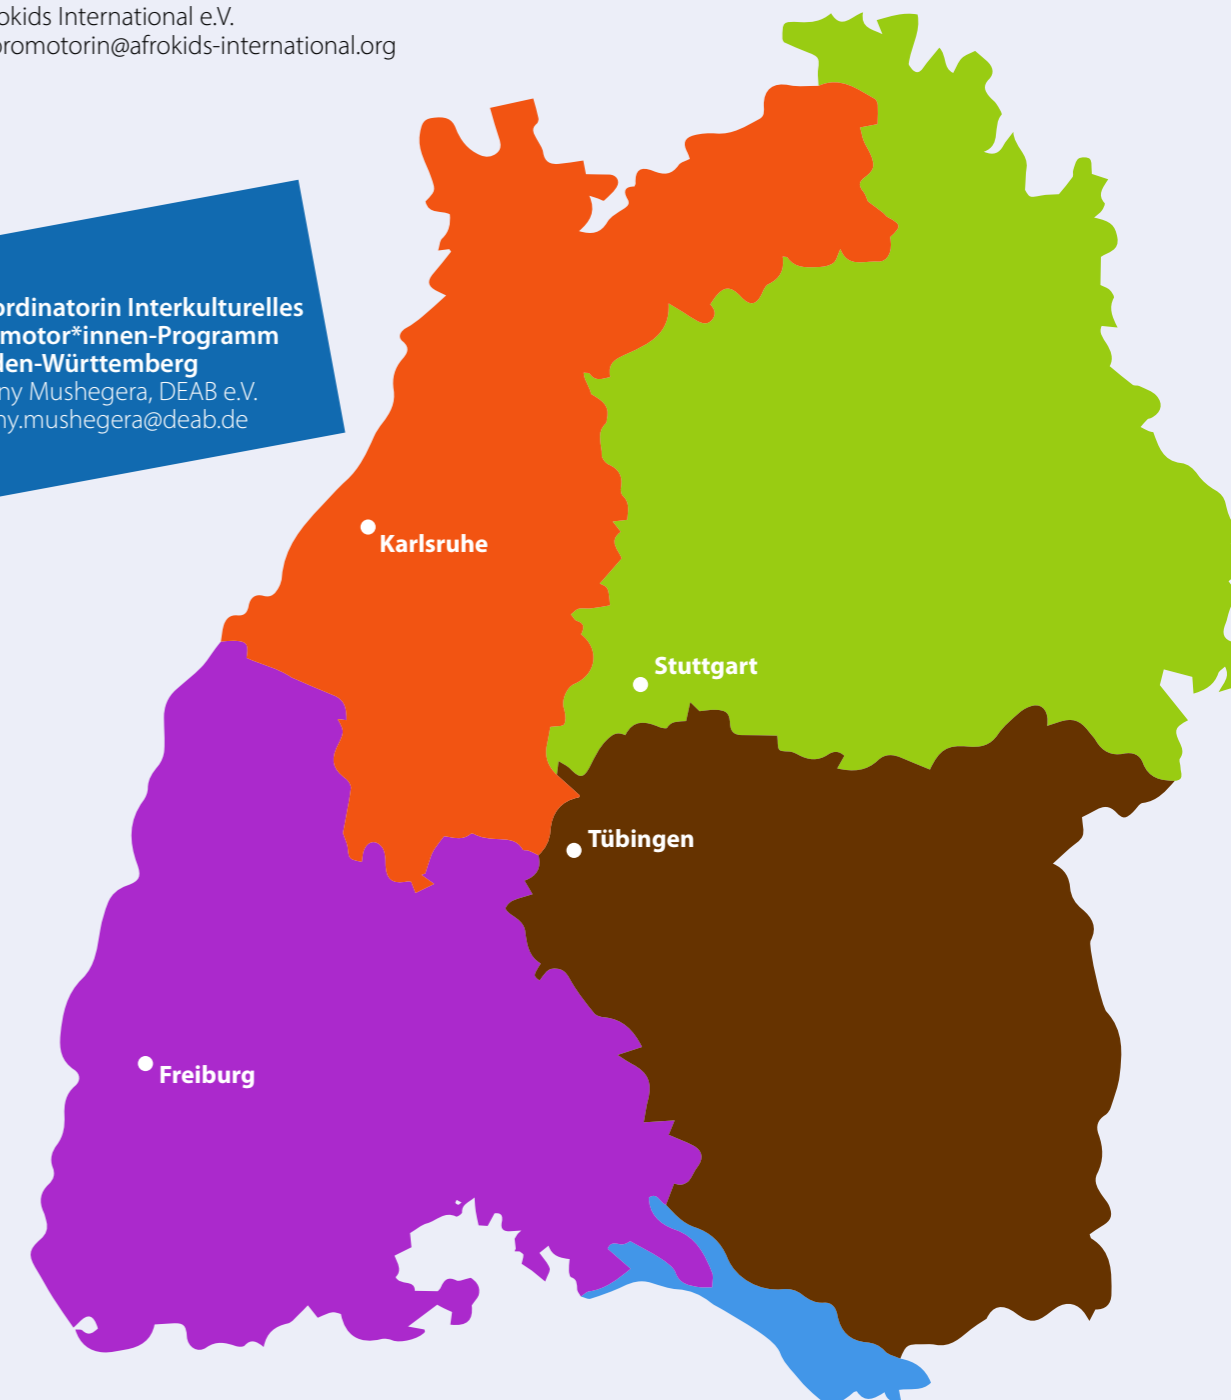 okids International e.V.
promotorin@afrokids-international.org
ordinatorin Interkulturelles
motor*innen-Programm
den-Württemberg
ny Mushegera, DEAB e.V.
ny.mushegera@deab.de
Karlsruhe
Stuttgart
Tübingen
Freiburg